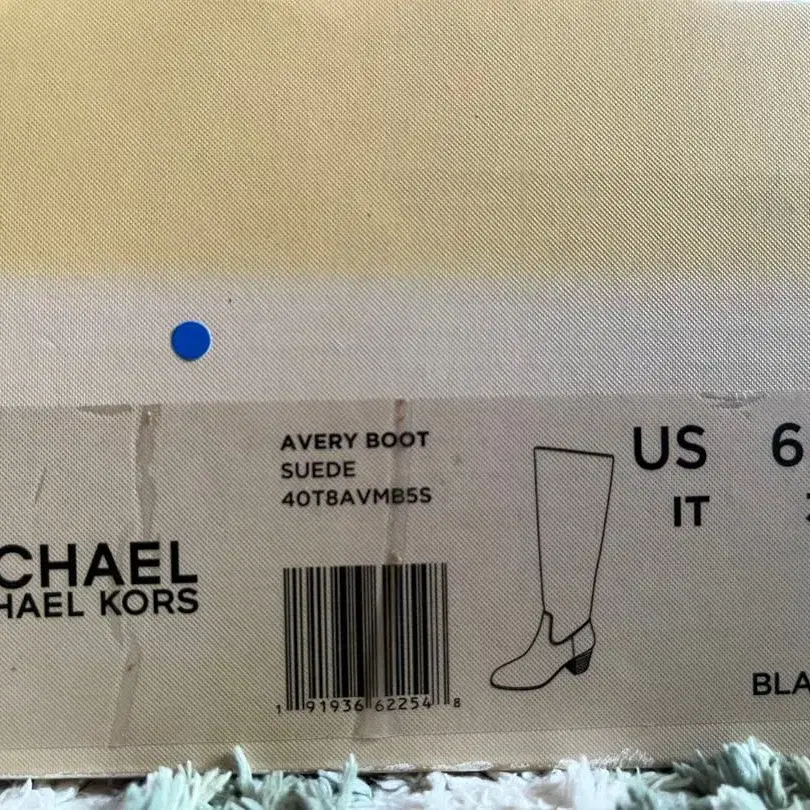 AVERY BOOT
SUEDE
40T8AVMB5S
CHAEL
HAEL KORS
1 91936 62254 8
US 6
IT
BLA